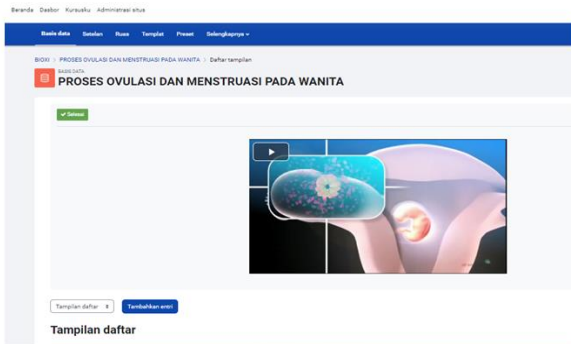 Beranda Dasbor Kursusku Administrasi situs
Basis data Setelan Ruas Templat Preset Selengkapnya
BIOXI > PROSES OVULASI DAN MENSTRUASI PADA WANITA > Daftar tampilan
BASIS DATA
PROSES OVULASI DAN MENSTRUASI PADA WANITA
Selesai
Tampilan daftar Tambahkan entri
Tampilan daftar